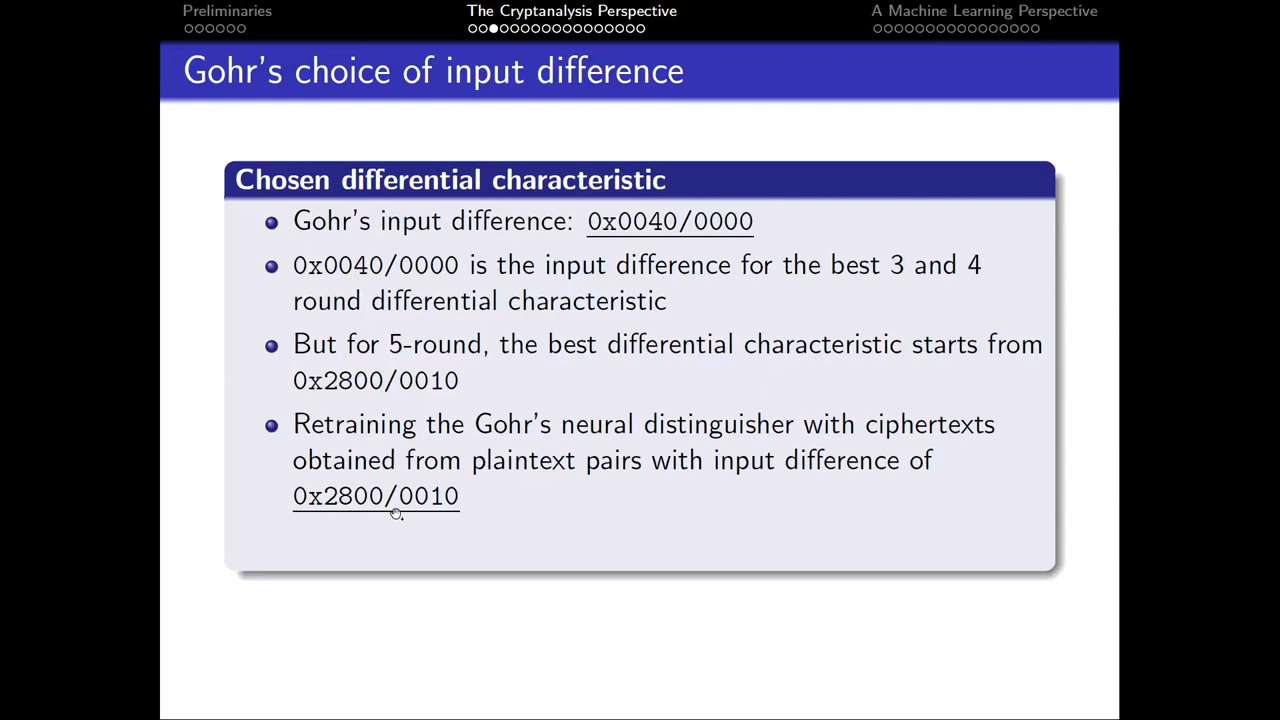 Preliminaries The Cryptanalysis Perspective A Machine Learning Perspective
Gohr's choice of input difference
Chosen differential characteristic
Gohr's input difference: 0x0040/0000
0x0040/0000 is the input difference for the best 3 and 4
round differential characteristic
But for 5-round, the best differential characteristic starts from
0x2800/0010
Retraining the Gohr's neural distinguisher with ciphertexts
obtained from plaintext pairs with input difference of
0x2800/0010